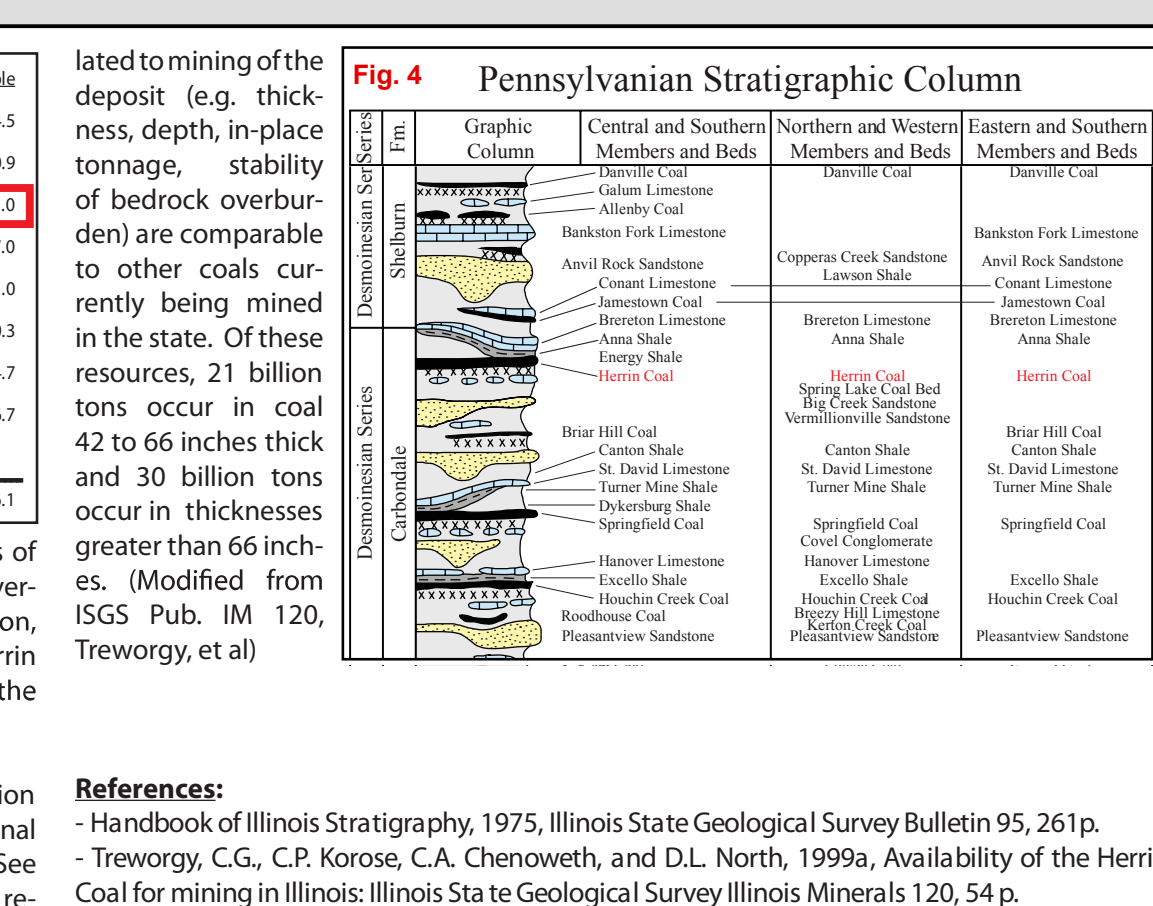 lated to mining of the
deposit (e.g. thick-
ness, depth, in-place
tonnage, stability
of bedrock overbur-
den) are comparable
to other coals cur-
rently being mined
in the state. Of these
resources, 21 billion
tons occur in coal
42 to 66 inches thick
and 30 billion tons
occur in thicknesses
greater than 66 inch-
es. (Modified from
ISGS Pub. IM 120,
Treworgy, et al)
Fig. 4 Pennsylvanian Stratigraphic Column
Series
Fm.
Graphic
Column
Central and Southern
Members and Beds
Northern and Western
Members and Beds
Eastern and Southern
Members and Beds
Desmoinesian Ser
Shelburn
Desmoinesian Series
Carbondale
Danville Coal
Galum Limestone
Allenby Coal
Bankston Fork Limestone
Anvil Rock Sandstone
Conant Limestone
Jamestown Coal
Brereton Limestone
Anna Shale
Energy Shale
Herrin Coal
Briar Hill Coal
Canton Shale
St. David Limestone
Turner Mine Shale
Dykersburg Shale
Springfield Coal
Hanover Limestone
Excello Shale
Houchin Creek Coal
Roodhouse Coal
Pleasantview Sandstone
Danville Coal
Copperas Creek Sandstone
Lawson Shale
Brereton Limestone
Anna Shale
Herrin Coal
Spring Lake Coal Bed
Big Creek Sandstone
Vermillionville Sandstone
Canton Shale
St. David Limestone
Turner Mine Shale
Springfield Coal
Covel Conglomerate
Hanover Limestone
Excello Shale
Houchin Creek Coal
Breezy Hill Limestone
Kerton Creek Coal
Pleasantview Sandstone
Danville Coal
Bankston Fork Limestone
Anvil Rock Sandstone
Conant Limestone
Jamestown Coal
Brereton Limestone
Anna Shale
Herrin Coal
Briar Hill Coal
Canton Shale
St. David Limestone
Turner Mine Shale
Springfield Coal
Excello Shale
Houchin Creek Coal
Pleasantview Sandstone
References:
- Handbook of Illinois Stratigraphy, 1975, Illinois State Geological Survey Bulletin 95, 261p.
- Treworgy, C.G., C.P. Korose, C.A. Chenoweth, and D.L. North, 1999a, Availability of the Herri
Coal for mining in Illinois: Illinois State Geological Survey Illinois Minerals 120, 54 p.